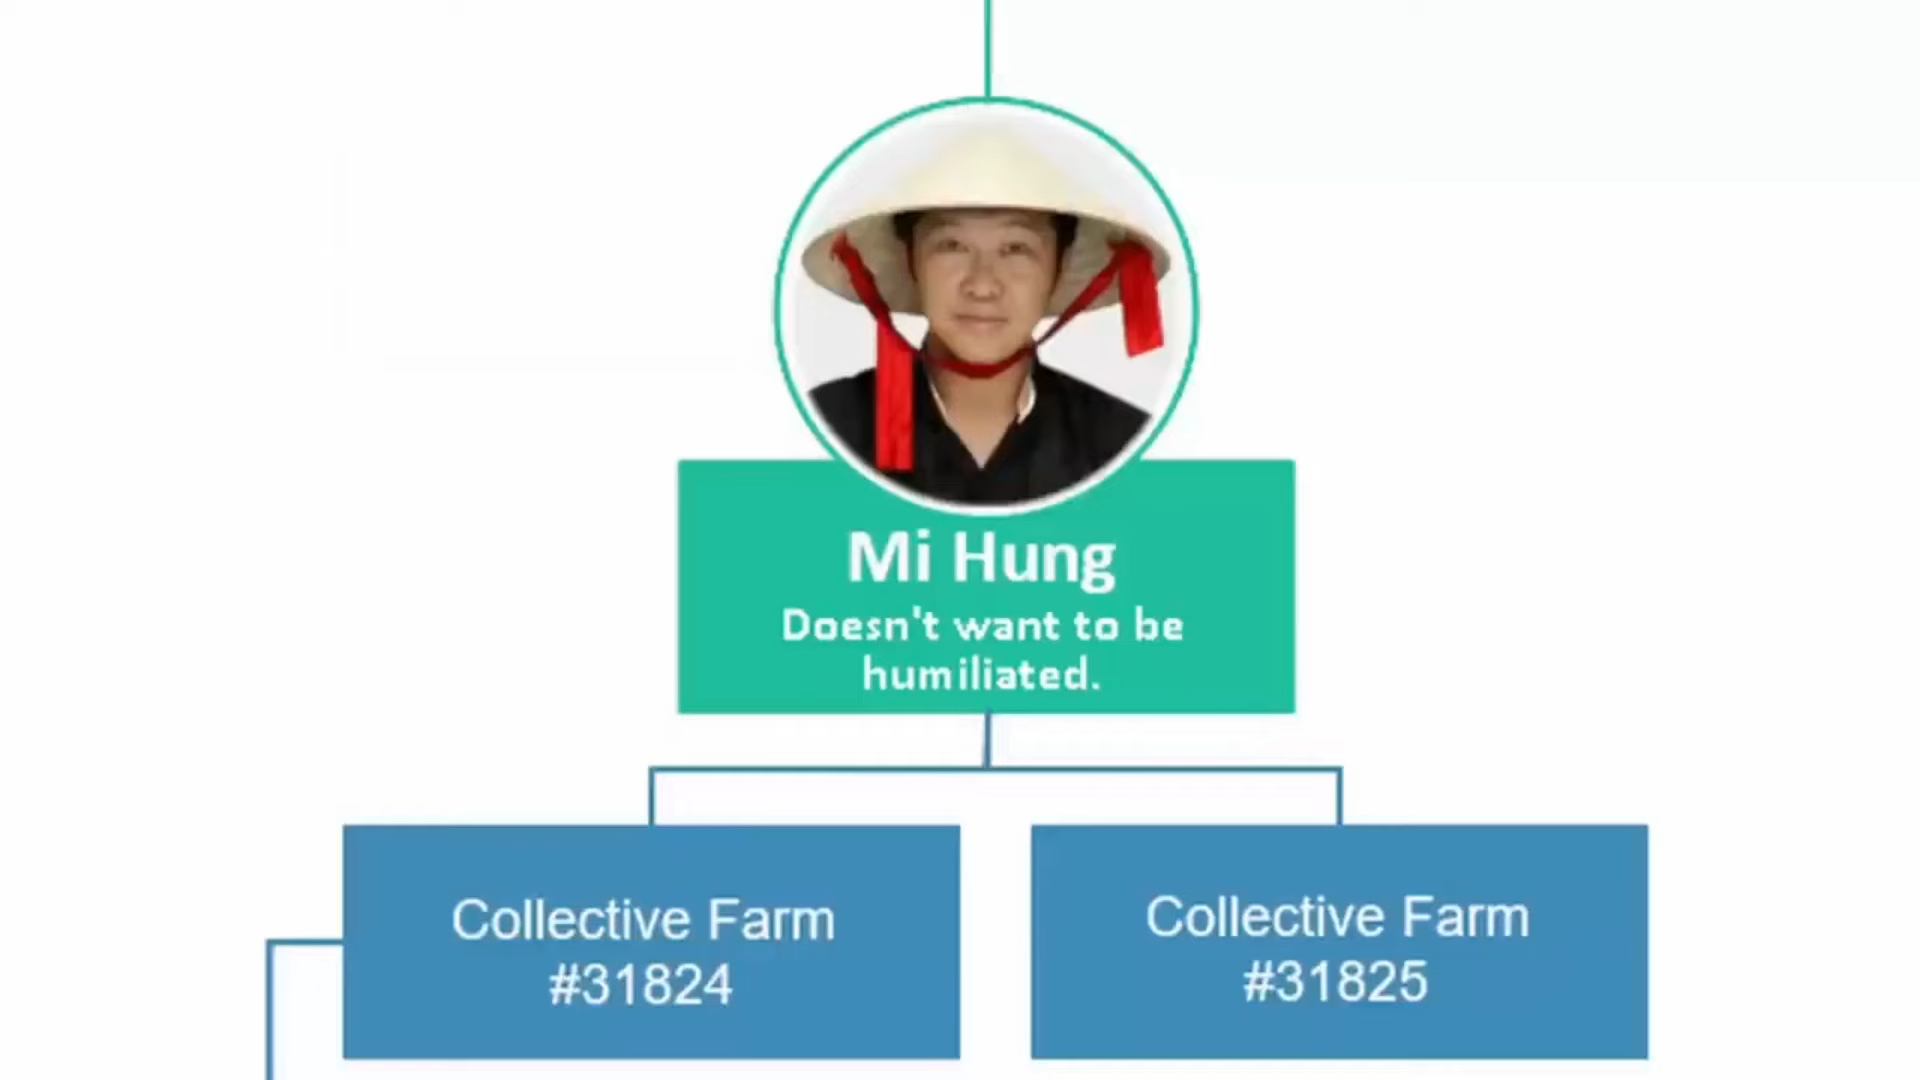 Mi Hung
Doesn't want to be
humiliated.
Collective Farm
#31824
Collective Farm
#31825